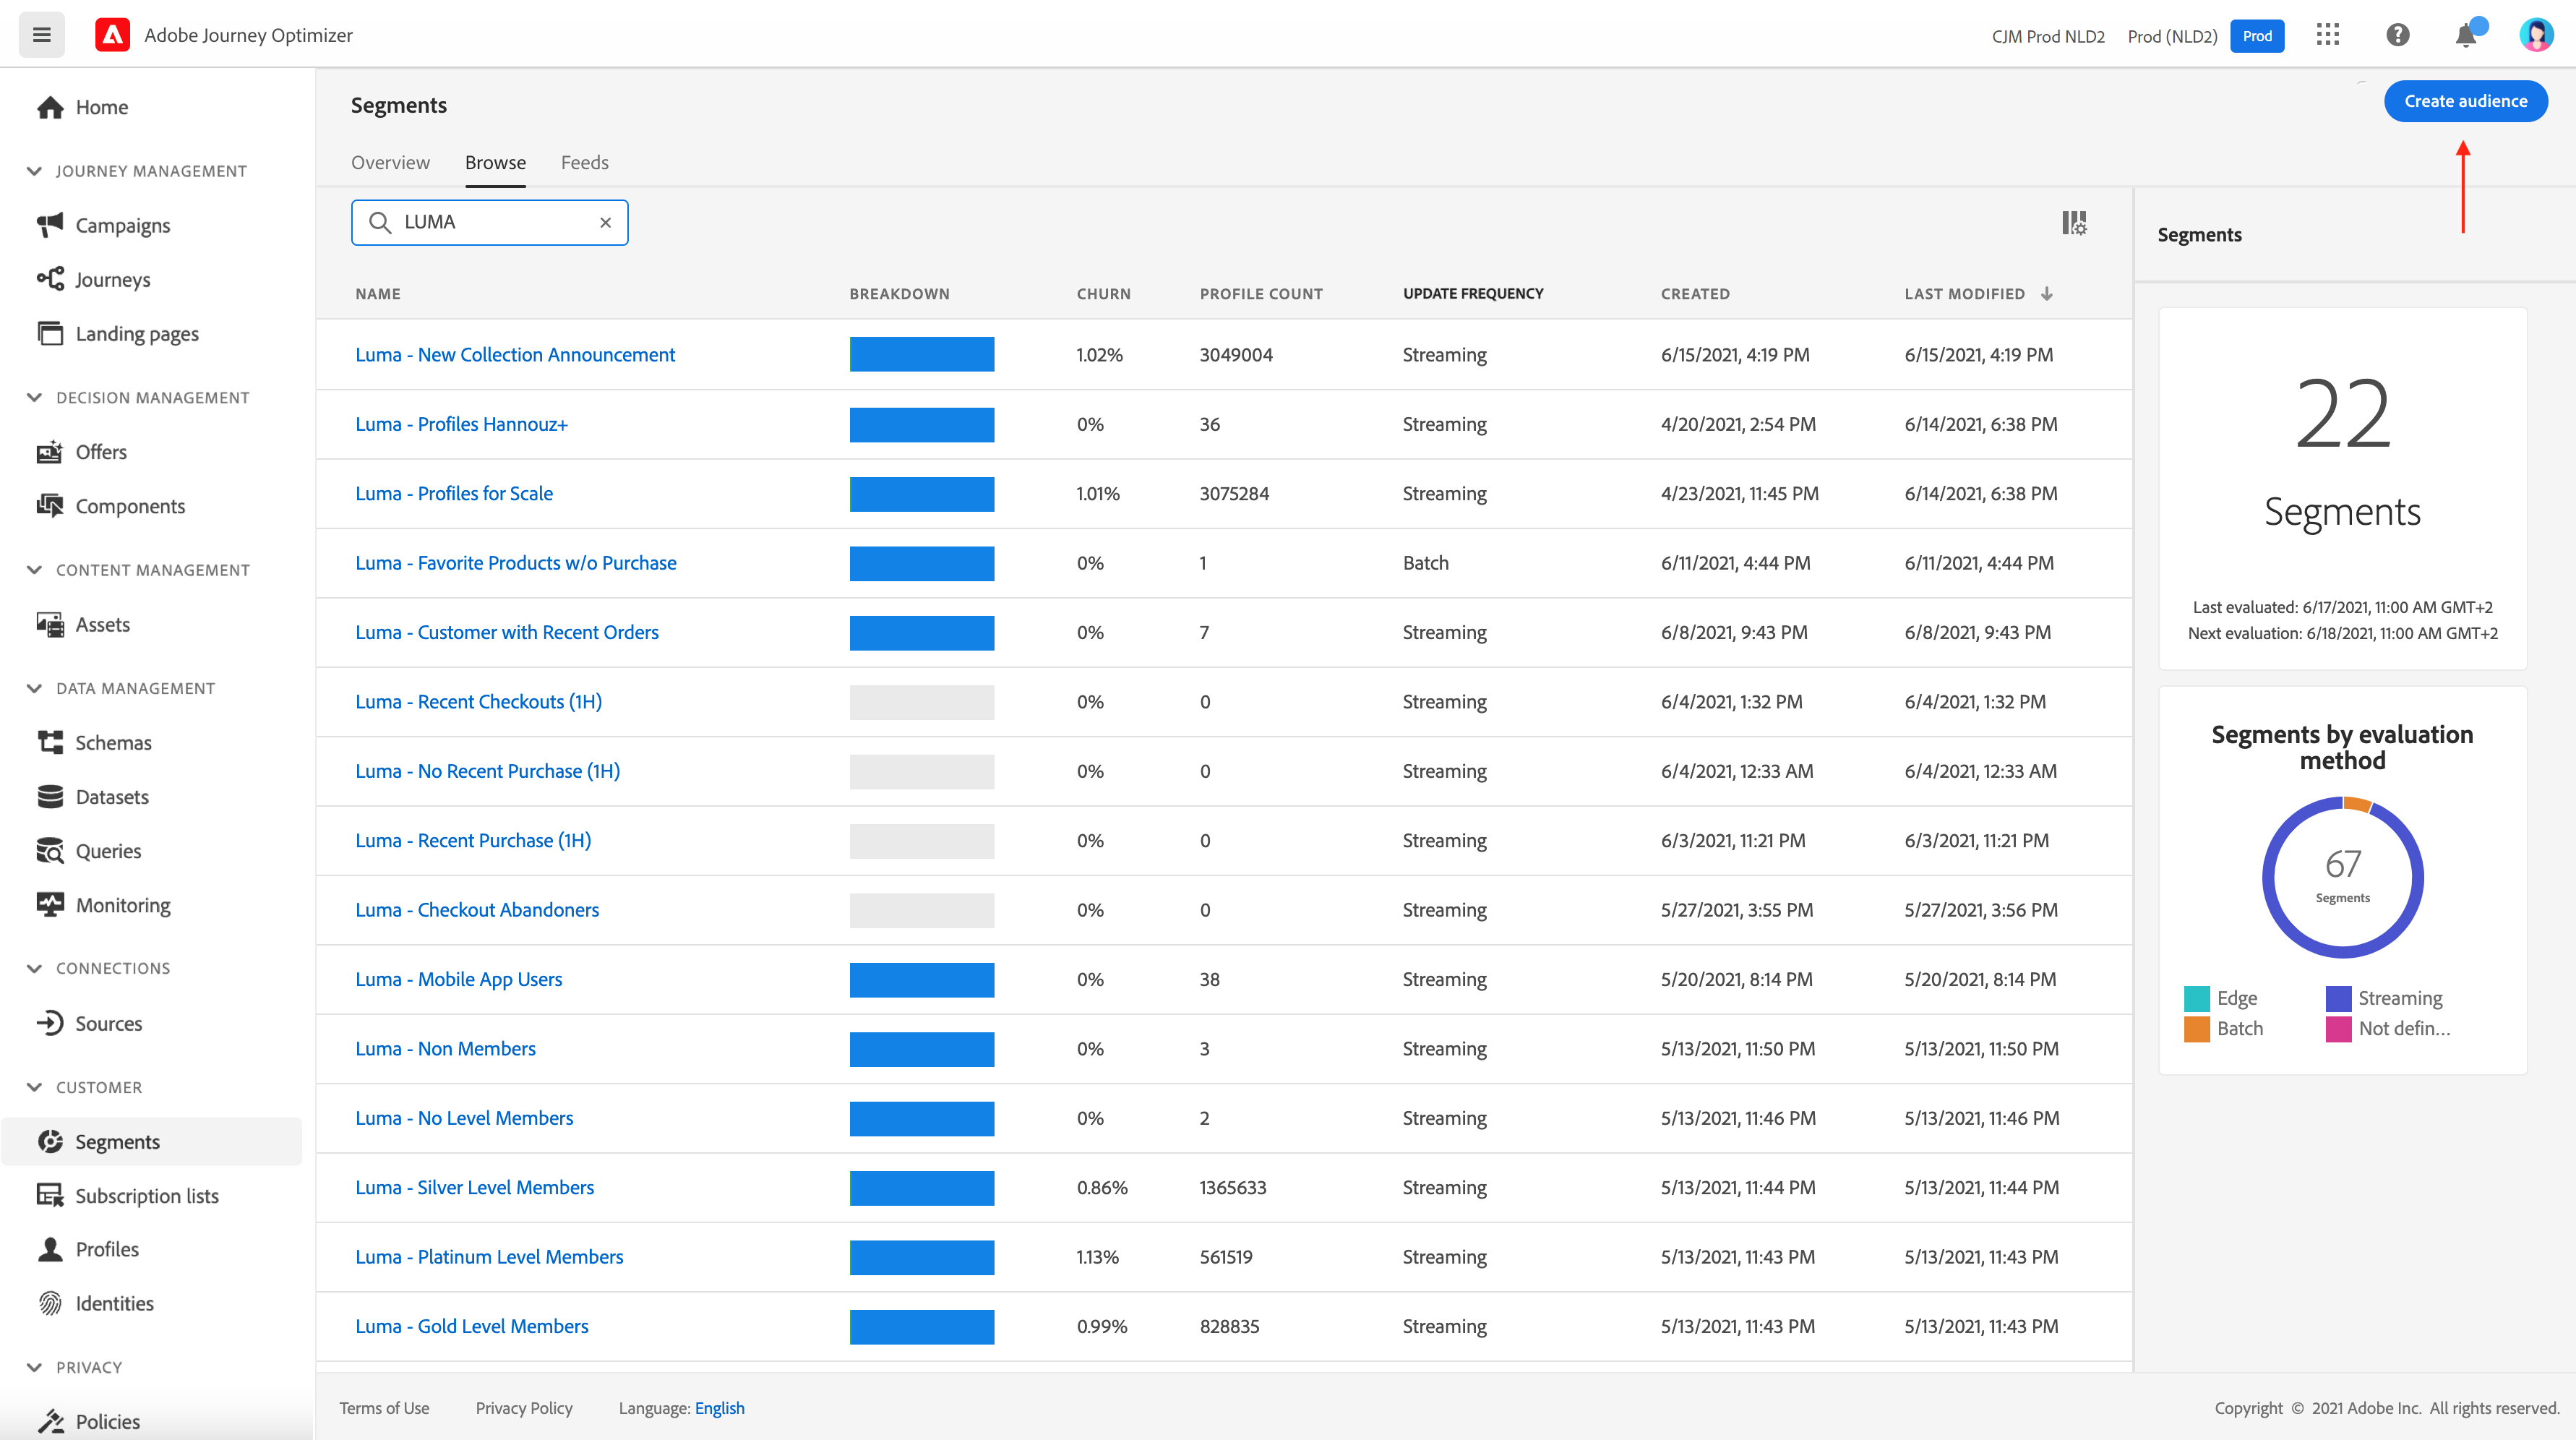 Adobe Journey Optimizer
CJM Prod NLD2 Prod (NLD2) Prod
Home
JOURNEY MANAGEMENT
Campaigns
Journeys
Landing pages
DECISION MANAGEMENT
Offers
Components
CONTENT MANAGEMENT
Assets
DATA MANAGEMENT
Schemas
Datasets
Queries
Monitoring
CONNECTIONS
Sources
CUSTOMER
Segments
Subscription lists
Profiles
Identities
PRIVACY
Policies
Segments
Create audience
Overview Browse Feeds
LUMA
NAME BREAKDOWN CHURN PROFILE COUNT UPDATE FREQUENCY CREATED LAST MODIFIED
Luma - New Collection Announcement 1.02% 3049004 Streaming 6/15/2021, 4:19 PM 6/15/2021, 4:19 PM
Luma - Profiles Hannouz+ 0% 36 Streaming 4/20/2021, 2:54 PM 6/14/2021, 6:38 PM
Luma - Profiles for Scale 1.01% 3075284 Streaming 4/23/2021, 11:45 PM 6/14/2021, 6:38 PM
Luma - Favorite Products w/o Purchase 0% 1 Batch 6/11/2021, 4:44 PM 6/11/2021, 4:44 PM
Luma - Customer with Recent Orders 0% 7 Streaming 6/8/2021, 9:43 PM 6/8/2021, 9:43 PM
Luma - Recent Checkouts (1H) 0% 0 Streaming 6/4/2021, 1:32 PM 6/4/2021, 1:32 PM
Luma - No Recent Purchase (1H) 0% 0 Streaming 6/4/2021, 12:33 AM 6/4/2021, 12:33 AM
Luma - Recent Purchase (1H) 0% 0 Streaming 6/3/2021, 11:21 PM 6/3/2021, 11:21 PM
Luma - Checkout Abandoners 0% 0 Streaming 5/27/2021, 3:55 PM 5/27/2021, 3:56 PM
Luma - Mobile App Users 0% 38 Streaming 5/20/2021, 8:14 PM 5/20/2021, 8:14 PM
Luma - Non Members 0% 3 Streaming 5/13/2021, 11:50 PM 5/13/2021, 11:50 PM
Luma - No Level Members 0% 2 Streaming 5/13/2021, 11:46 PM 5/13/2021, 11:46 PM
Luma - Silver Level Members 0.86% 1365633 Streaming 5/13/2021, 11:44 PM 5/13/2021, 11:44 PM
Luma - Platinum Level Members 1.13% 561519 Streaming 5/13/2021, 11:43 PM 5/13/2021, 11:43 PM
Luma - Gold Level Members 0.99% 828835 Streaming 5/13/2021, 11:43 PM 5/13/2021, 11:43 PM
Segments
22
Segments
Last evaluated: 6/17/2021, 11:00 AM GMT+2
Next evaluation: 6/18/2021, 11:00 AM GMT+2
Segments by evaluation
method
67
Segments
Edge Streaming
Batch Not defin...
Terms of Use Privacy Policy Language: English
Copyright © 2021 Adobe Inc. All rights reserved.